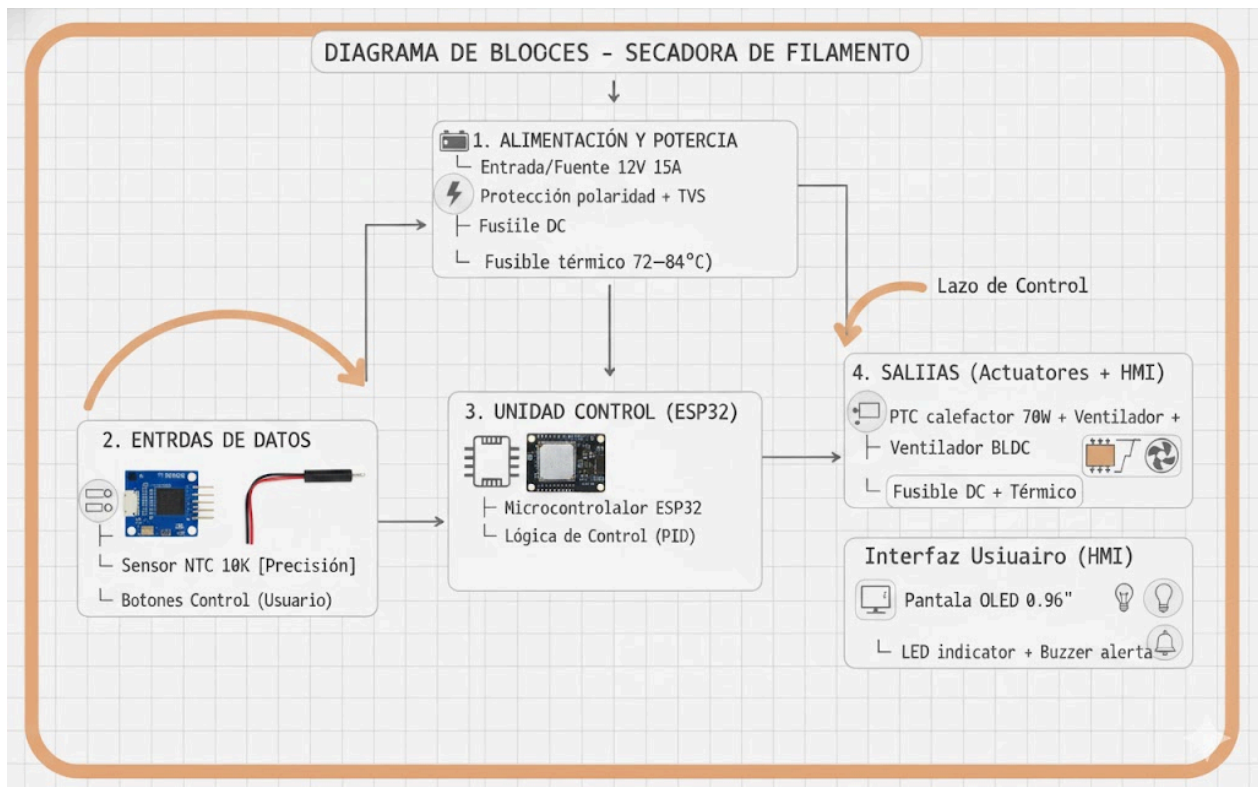 DIAGRAMA DE BLOGCES - SECADORA DE FILAMENTO
1. ALIMENTACIÓN Y POTERCIA
Entrada/Fuente 12V 15A
Protección polaridad + TVS
Fusiile DC
Fusible térmico 72—84°C)
Lazo de Control
2. ENTRDAS DE DATOS
Sensor NTC 10K [Precisión]
Botones Control (Usuario)
3. UNIDAD CONTROL (ESP32)
Microcontrolalor ESP32
Lógica de Control (PID)
4. SALIIAS (Actuatores + HMI)
PTC calefactor 70W + Ventilador +
Ventilador BLDC
Fusible DC + Térmico
Interfaz Usiuairo (HMI)
Pantala OLED 0.96"
LED indicator + Buzzer alerta